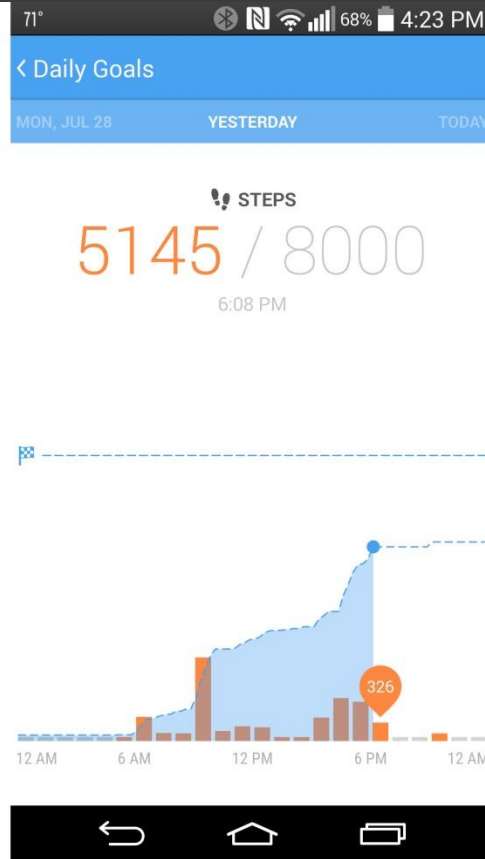 71° 68% 4:23 PM
< Daily Goals
MON, JUL 28 YESTERDAY TODAY
STEPS
5145 / 8000
6:08 PM
326
12 AM 6 AM 12 PM 6 PM 12 AM